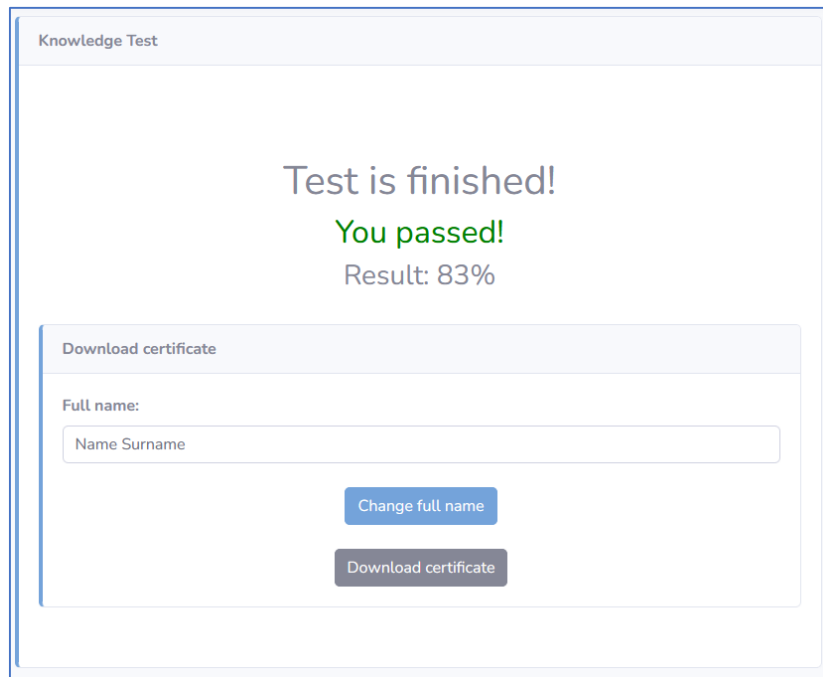 Knowledge Test
Test is finished!
You passed!
Result: 83%
Download certificate
Full name:
Name Surname
Change full name
Download certificate